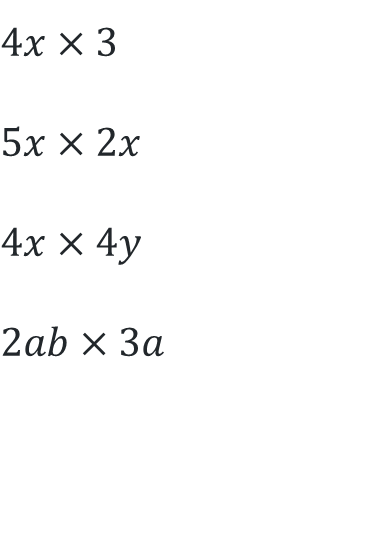 4x × 3
5x × 2x
4x × 4y
2ab × 3a